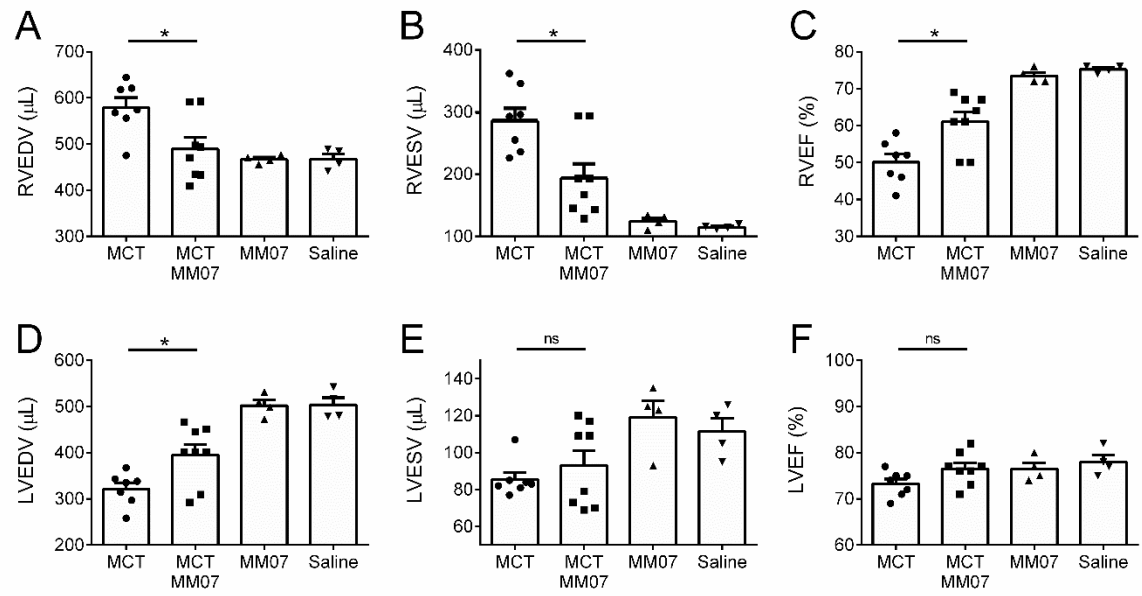 A
*
RVEDV (μL)
700
600
500
400
300
MCT
MCT
MM07
MM07
Saline
B
*
RVESV (μL)
400
300
200
100
MCT
MCT
MM07
MM07
Saline
C
*
RVEF (%)
80
70
60
50
40
30
MCT
MCT
MM07
MM07
Saline
D
*
LVEDV (μL)
600
500
400
300
200
MCT
MCT
MM07
MM07
Saline
E
ns
LVESV (μL)
140
120
100
80
60
MCT
MCT
MM07
MM07
Saline
F
ns
LVEF (%)
100
90
80
70
60
MCT
MCT
MM07
MM07
Saline